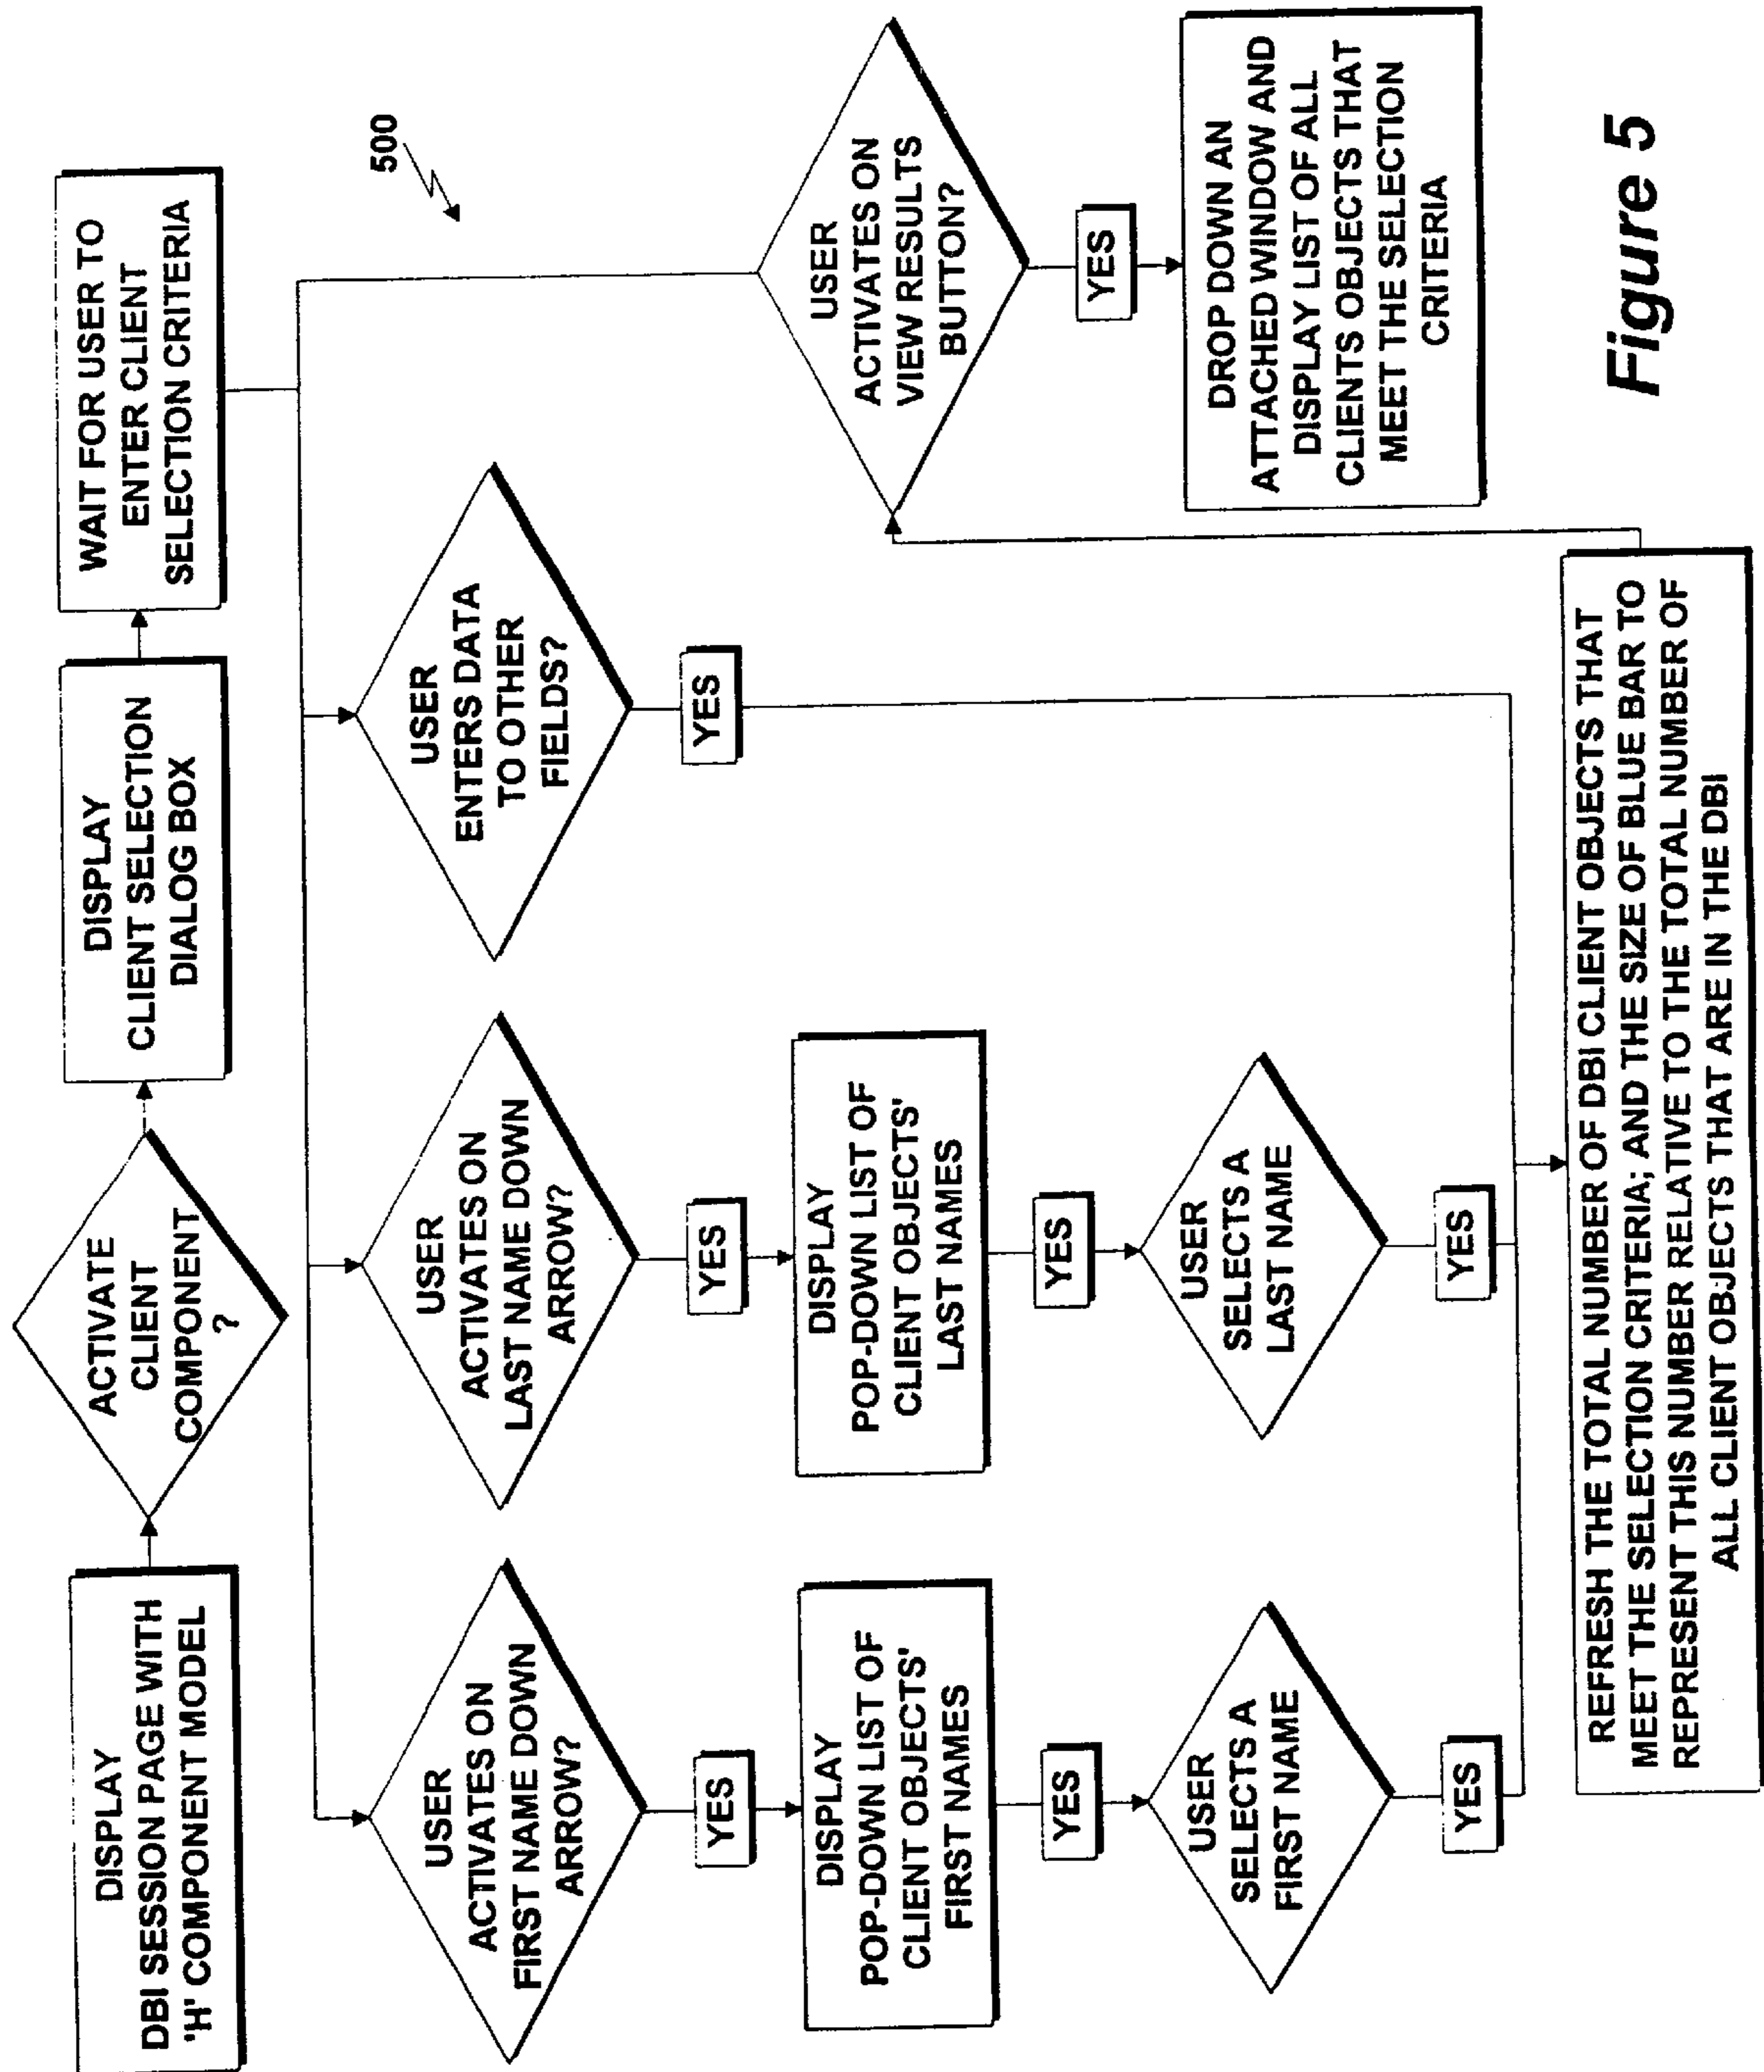 DISPLAY
DBI SESSION PAGE WITH
'H' COMPONENT MODEL
ACTIVATE
CLIENT
COMPONENT
?
DISPLAY
CLIENT SELECTION
DIALOG BOX
WAIT FOR USER TO
ENTER CLIENT
SELECTION CRITERIA
500
USER
ACTIVATES ON
FIRST NAME DOWN
ARROW?
YES
DISPLAY
POP-DOWN LIST OF
CLIENT OBJECTS'
FIRST NAMES
YES
USER
SELECTS A
FIRST NAME
YES
USER
ACTIVATES ON
LAST NAME DOWN
ARROW?
YES
DISPLAY
POP-DOWN LIST OF
CLIENT OBJECTS'
LAST NAMES
YES
USER
SELECTS A
LAST NAME
YES
USER
ENTERS DATA
TO OTHER
FIELDS?
YES
USER
ACTIVATES ON
VIEW RESULTS
BUTTON?
YES
DROP DOWN AN
ATTACHED WINDOW AND
DISPLAY LIST OF ALL
CLIENTS OBJECTS THAT
MEET THE SELECTION
CRITERIA
REFRESH THE TOTAL NUMBER OF DBI CLIENT OBJECTS THAT
MEET THE SELECTION CRITERIA; AND THE SIZE OF BLUE BAR TO
REPRESENT THIS NUMBER RELATIVE TO THE TOTAL NUMBER OF
ALL CLIENT OBJECTS THAT ARE IN THE DBI
Figure 5